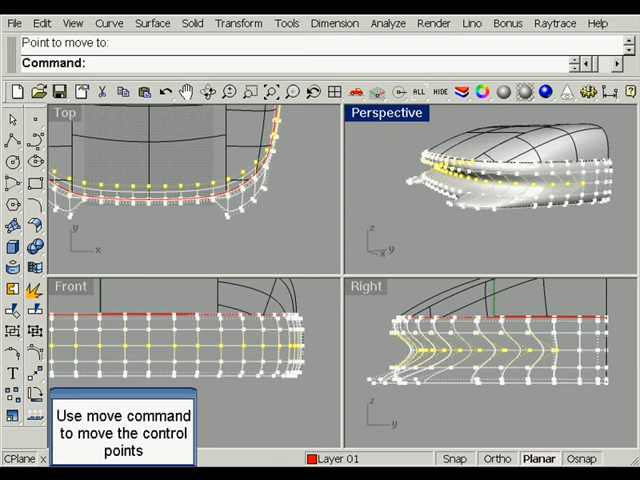 File Edit View Curve Surface Solid Transform Tools Dimension Analyze Render Lino Bonus Raytrace Help
Point to move to:
Command:
ALL HIDE
Top
Perspective
y
x
z
y
x
Front
Right
T
Use move command
to move the control
points
z
y
CPlane x
Layer 01
Snap Ortho Planar Osnap